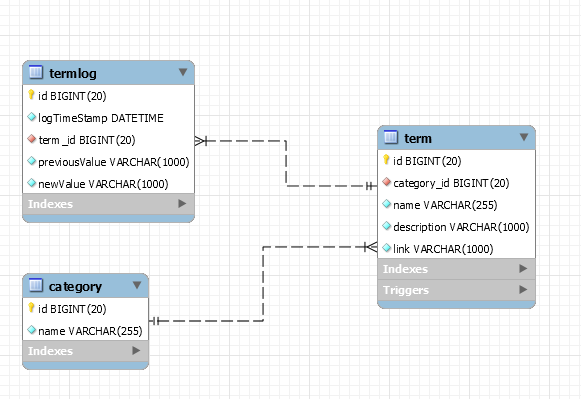 termlog
id BIGINT(20)
logTimeStamp DATETIME
term _id BIGINT(20)
previousValue VARCHAR(1000)
newValue VARCHAR(1000)
Indexes
term
id BIGINT(20)
category_id BIGINT(20)
name VARCHAR(255)
description VARCHAR(1000)
link VARCHAR(1000)
Indexes
Triggers
category
id BIGINT(20)
name VARCHAR(255)
Indexes